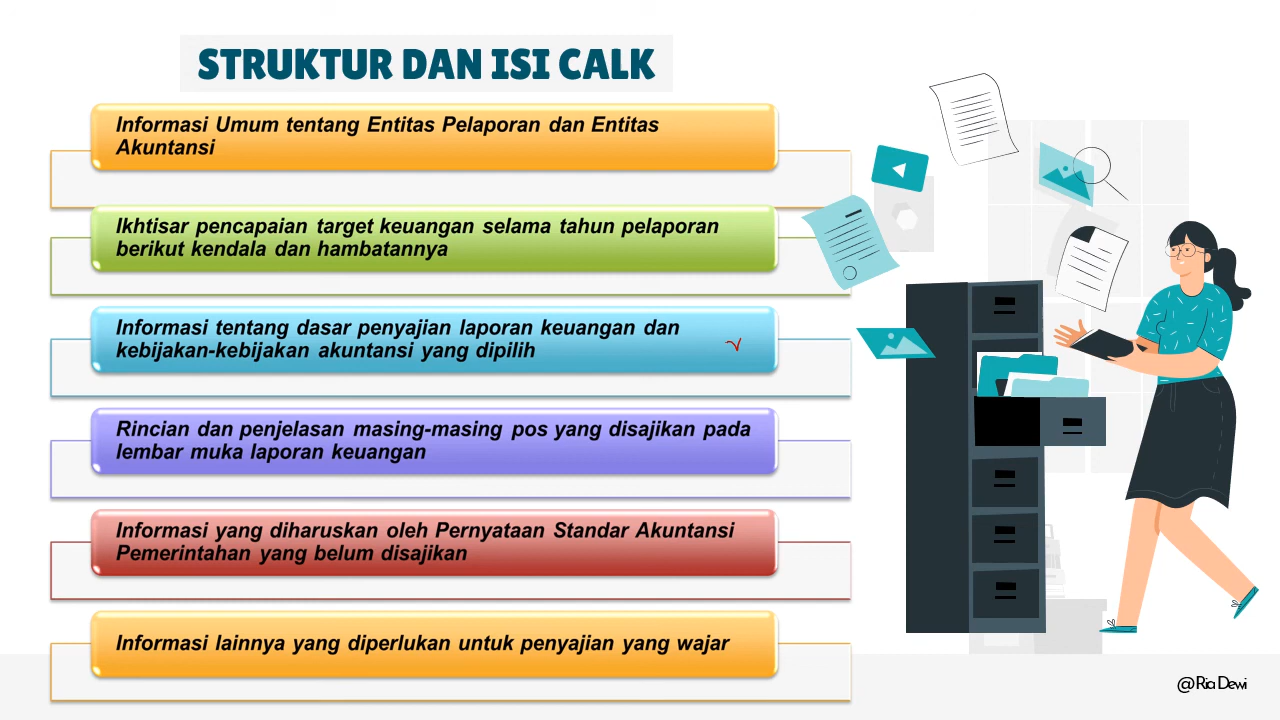 STRUKTUR DAN ISI CALK
Informasi Umum tentang Entitas Pelaporan dan Entitas
Akuntansi
Ikhtisar pencapaian target keuangan selama tahun pelaporan
berikut kendala dan hambatannya
Informasi tentang dasar penyajian laporan keuangan dan
kebijakan-kebijakan akuntansi yang dipilih
Rincian dan penjelasan masing-masing pos yang disajikan pada
lembar muka laporan keuangan
Informasi yang diharuskan oleh Pernyataan Standar Akuntansi
Pemerintahan yang belum disajikan
Informasi lainnya yang diperlukan untuk penyajian yang wajar
@Ria Dewi